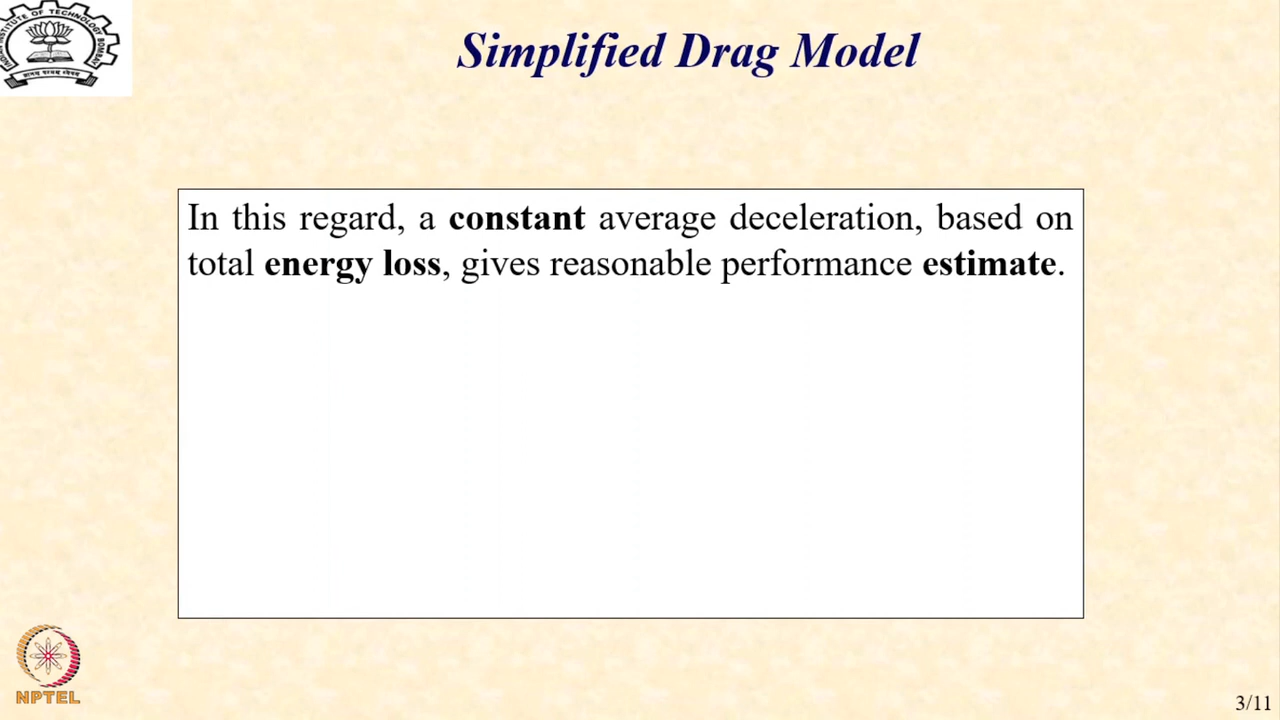 Simplified Drag Model
In this regard, a constant average deceleration, based on
total energy loss, gives reasonable performance estimate.
NPTEL
3/11